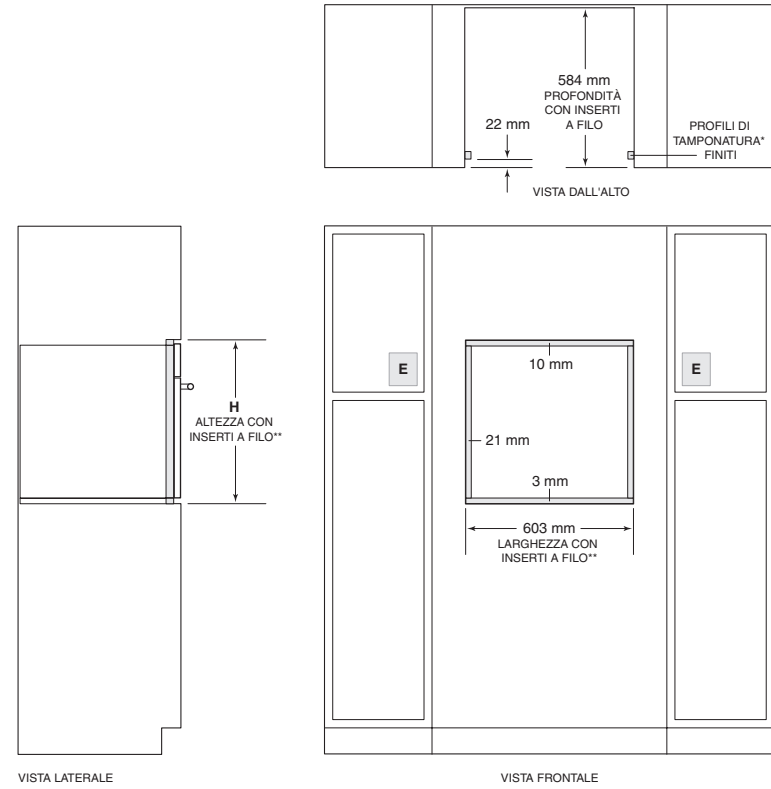 584 mm
PROFONDITÀ
CON INSERTI
A FILO
22 mm
PROFILI DI
TAMPONATURA*
FINITI
VISTA DALL'ALTO
E
E
10 mm
H
ALTEZZA CON
INSERTI A FILO**
21 mm
3 mm
603 mm
LARGHEZZA CON
INSERTI A FILO**
VISTA LATERALE
VISTA FRONTALE